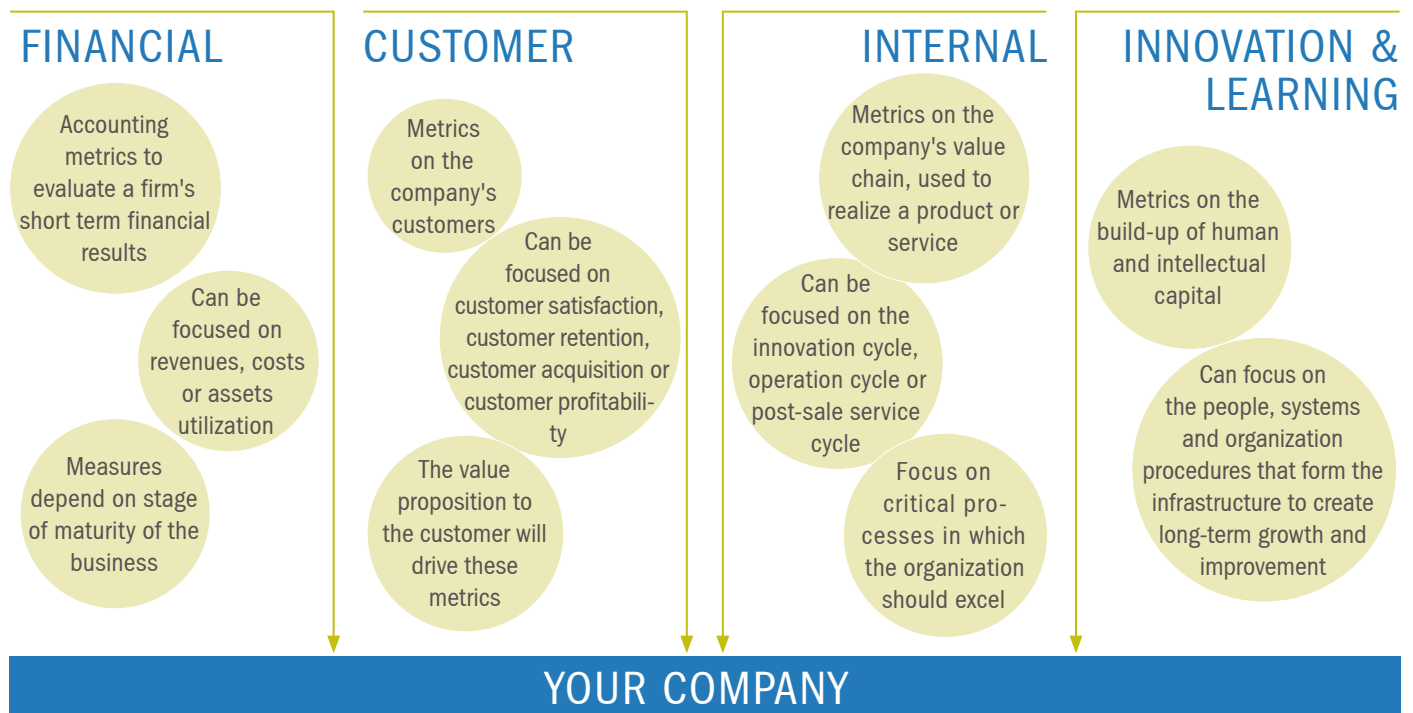 FINANCIAL
Accounting
metrics to
evaluate a firm's
short term financial
results
Can be
focused on
revenues, costs
or assets
utilization
Measures
depend on stage
of maturity of the
business
CUSTOMER
Metrics
on the
company's
customers
Can be
focused on
customer satisfaction,
customer retention,
customer acquisition or
customer profitabili-
ty
The value
proposition to
the customer will
drive these
metrics
INTERNAL
Metrics on the
company's value
chain, used to
realize a product or
service
Can be
focused on the
innovation cycle,
operation cycle or
post-sale service
cycle
Focus on
critical pro-
cesses in which
the organization
should excel
INNOVATION &
LEARNING
Metrics on the
build-up of human
and intellectual
capital
Can focus on
the people, systems
and organization
procedures that form the
infrastructure to create
long-term growth and
improvement
YOUR COMPANY